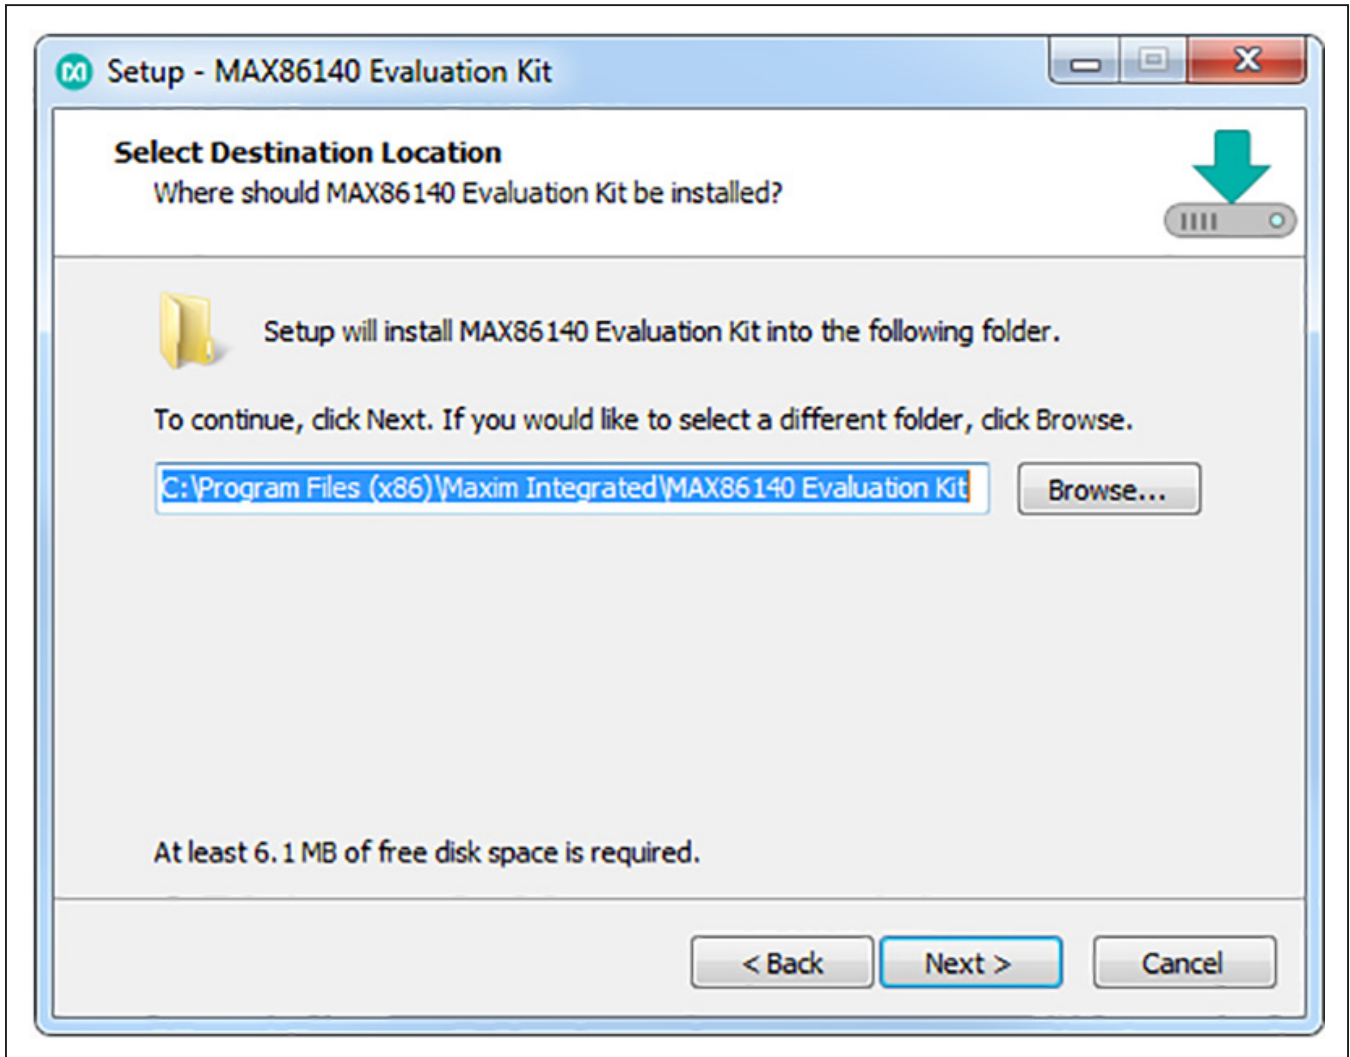 Setup - MAX86140 Evaluation Kit
Select Destination Location
Where should MAX86140 Evaluation Kit be installed?
Setup will install MAX86140 Evaluation Kit into the following folder.
To continue, click Next. If you would like to select a different folder, click Browse.
C:\Program Files (x86)\Maxim Integrated\MAX86140 Evaluation Kit
Browse...
At least 6.1 MB of free disk space is required.
< Back
Next >
Cancel